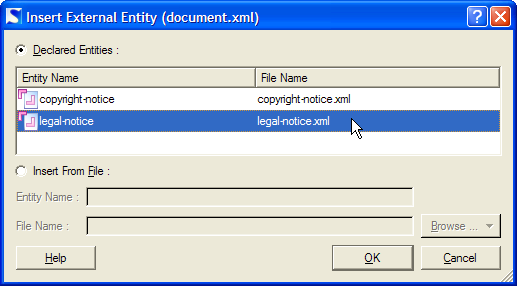 Insert External Entity (document.xml)
Declared Entities :
Entity Name File Name
copyright-notice copyright-notice.xml
legal-notice legal-notice.xml
Insert From File :
Entity Name :
File Name : Browse ...
Help OK Cancel